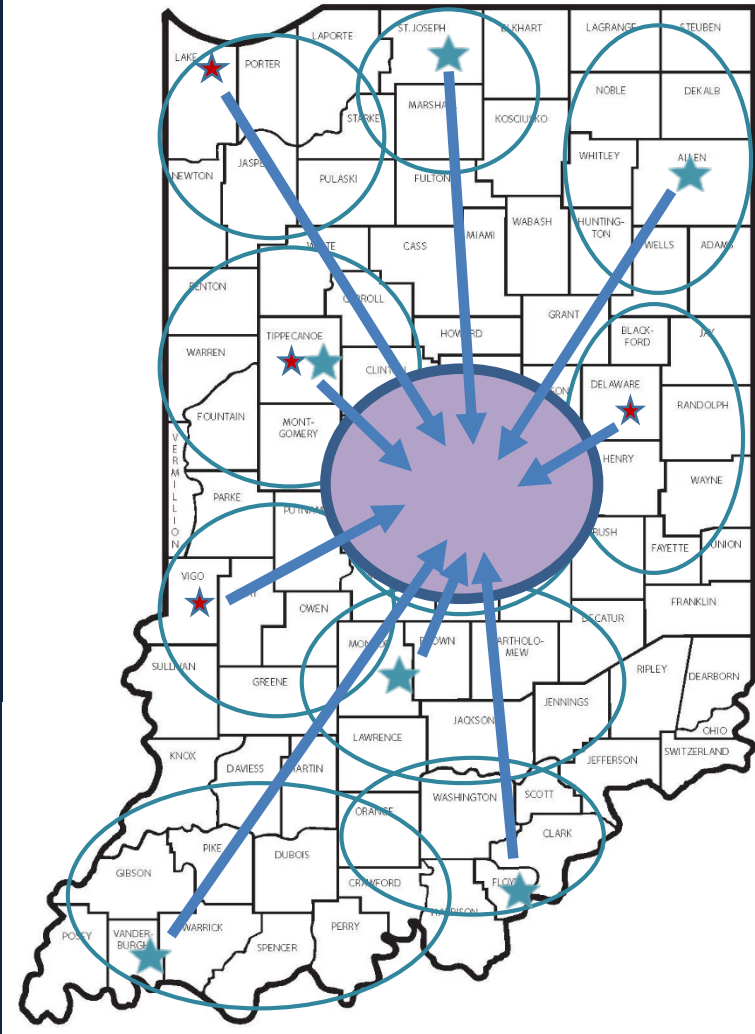 ST. JOSEPH
ELKHART
LAGRANGE
STEUBEN
LAPORTE
LAKE
PORTER
NOBLE
DEKALB
MARSHA
STARKE
KOSCIUSKO
WHITLEY
ALLEN
JASPE
NEWTON
PULASKI
FULTON
WABASH
HUNTING-
TON
MIAMI
WELLS
ADAMS
CASS
BENTON
CARROLL
GRANT
TIPPECANOE
HOWARD
BLACK-
FORD
JAY
WARREN
CLINTON
DELAWARE
RANDOLPH
FOUNTAIN
MONT-
GOMERY
VERMILLION
HENRY
WAYNE
PARKE
PUTNAM
RUSH
FAYETTE
UNION
VIGO
OWEN
FRANKLIN
DECATUR
MONROE
BROWN
BARTHOLO-
MEW
SULLIVAN
GREENE
RIPLEY
DEARBORN
JENNINGS
JACKSON
OHIO
LAWRENCE
SWITZERLAND
KNOX
JEFFERSON
DAVIESS
MARTIN
WASHINGTON
SCOTT
ORANGE
CLARK
PIKE
DUBOIS
GIBSON
CRAWFORD
FLOYD
HARRISON
POSEY
VANDER-
BURGH
WARRICK
PERRY
SPENCER